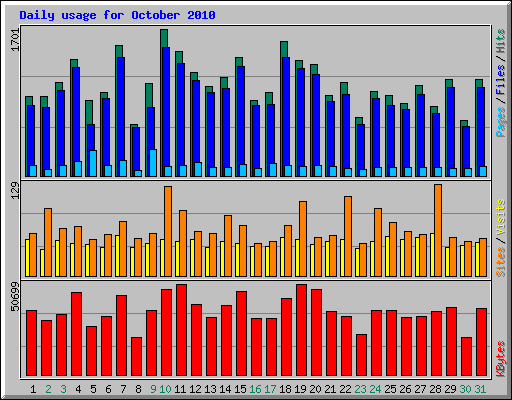 Daily usage for October 2010
1701
Pages / Files / Hits
129
Sites / Visits
50699
KBytes
1 2 3 4 5 6 7 8 9 10 11 12 13 14 15 16 17 18 19 20 21 22 23 24 25 26 27 28 29 30 31